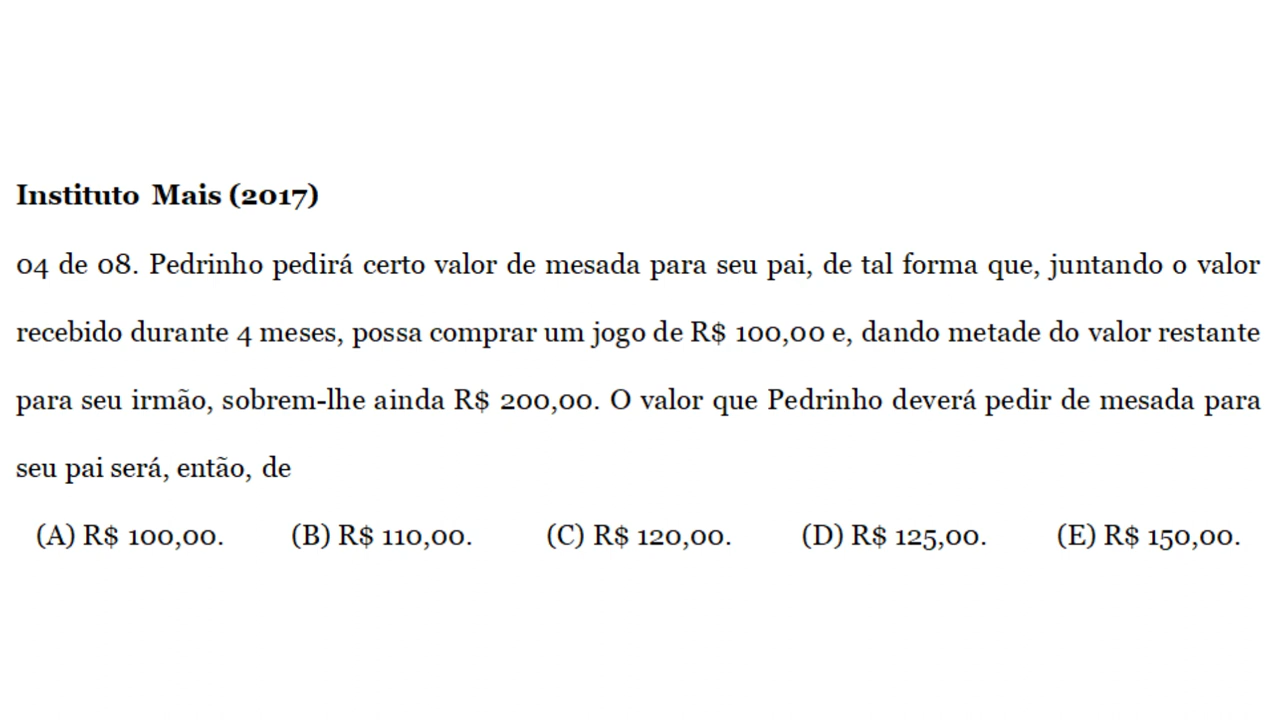 Instituto Mais (2017)
04 de 08. Pedrinho pedirá certo valor de mesada para seu pai, de tal forma que, juntando o valor
recebido durante 4 meses, possa comprar um jogo de R$ 100,00 e, dando metade do valor restante
para seu irmão, sobrem-lhe ainda R$ 200,00. O valor que Pedrinho deverá pedir de mesada para
seu pai será, então, de
(A) R$ 100,00. (B) R$ 110,00. (C) R$ 120,00. (D) R$ 125,00. (E) R$ 150,00.